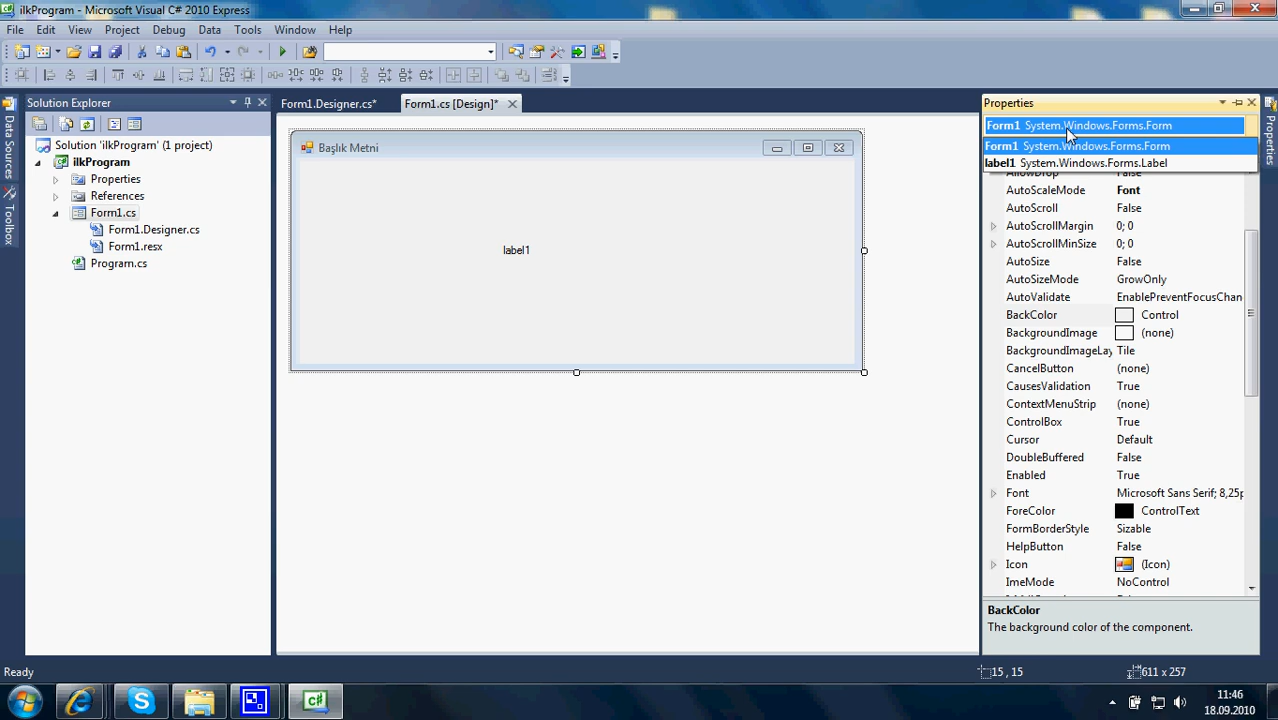 ilkProgram - Microsoft Visual C# 2010 Express
File Edit View Project Debug Data Tools Window Help
Solution Explorer
Form1.Designer.cs*
Form1.cs [Design]*
Properties
Data Sources
Toolbox
Solution 'ilkProgram' (1 project)
ilkProgram
Properties
References
Form1.cs
Form1.Designer.cs
Form1.resx
Program.cs
Başlık Metni
label1
Form1 System.Windows.Forms.Form
Form1 System.Windows.Forms.Form
label1 System.Windows.Forms.Label
AutoScaleMode Font
AutoScroll False
AutoScrollMargin 0; 0
AutoScrollMinSize 0; 0
AutoSize False
AutoSizeMode GrowOnly
AutoValidate EnablePreventFocusChan
BackColor Control
BackgroundImage (none)
BackgroundImageLay Tile
CancelButton (none)
CausesValidation True
ContextMenuStrip (none)
ControlBox True
Cursor Default
DoubleBuffered False
Enabled True
Font Microsoft Sans Serif; 8,25p
ForeColor ControlText
FormBorderStyle Sizable
HelpButton False
Icon (Icon)
ImeMode NoControl
BackColor
The background color of the component.
Properties
Ready
15 , 15
611 x 257
11:46
18.09.2010